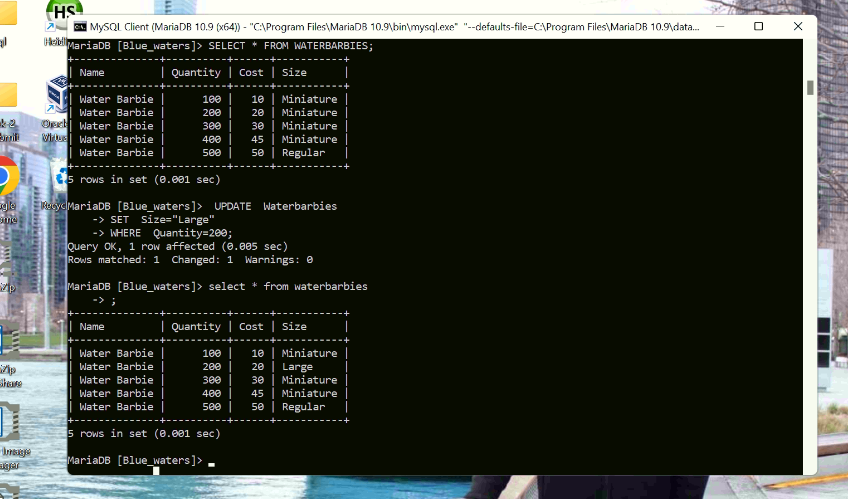 HS
MySQL Client (MariaDB 10.9 (x64)) - "C:\Program Files\MariaDB 10.9\bin\mysql.exe" "--defaults-file=C:\Program Files\MariaDB 10.9\data...
MariaDB [Blue_waters]> SELECT * FROM WATERBARBIES;
+--------------+----------+------+-----------+
| Name         | Quantity | Cost | Size      |
+--------------+----------+------+-----------+
| Water Barbie |      100 |   10 | Miniature |
| Water Barbie |      200 |   20 | Miniature |
| Water Barbie |      300 |   30 | Miniature |
| Water Barbie |      400 |   45 | Miniature |
| Water Barbie |      500 |   50 | Regular   |
+--------------+----------+------+-----------+
5 rows in set (0.001 sec)
MariaDB [Blue_waters]>  UPDATE  Waterbarbies
    -> SET  Size="Large"
    -> WHERE  Quantity=200;
Query OK, 1 row affected (0.005 sec)
Rows matched: 1  Changed: 1  Warnings: 0
MariaDB [Blue_waters]> select * from waterbarbies
    -> ;
+--------------+----------+------+-----------+
| Name         | Quantity | Cost | Size      |
+--------------+----------+------+-----------+
| Water Barbie |      100 |   10 | Miniature |
| Water Barbie |      200 |   20 | Large     |
| Water Barbie |      300 |   30 | Miniature |
| Water Barbie |      400 |   45 | Miniature |
| Water Barbie |      500 |   50 | Regular   |
+--------------+----------+------+-----------+
5 rows in set (0.001 sec)
MariaDB [Blue_waters]>